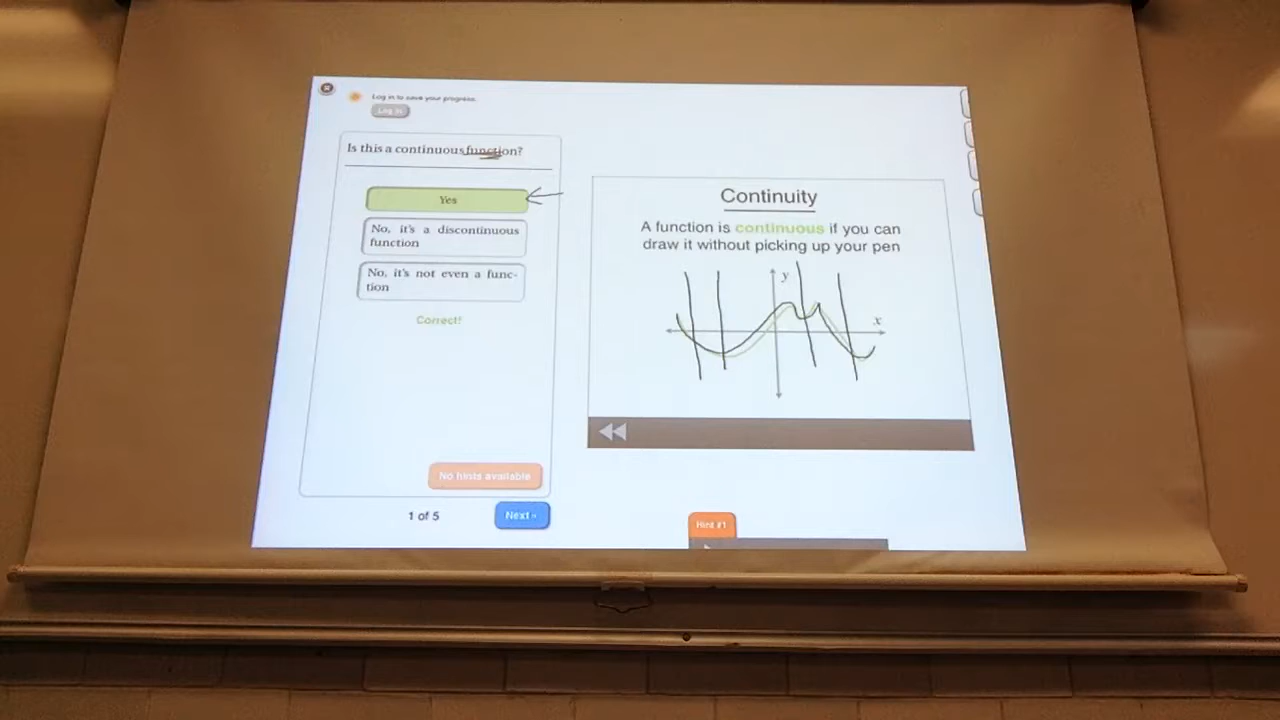 Log in to save your progress.
Log in
Is this a continuous function?
Yes
No, it's a discontinuous
function
No, it's not even a func-
tion
Correct!
No hints available
1 of 5
Next »
Continuity
A function is continuous if you can
draw it without picking up your pen
y
x
Hint #1